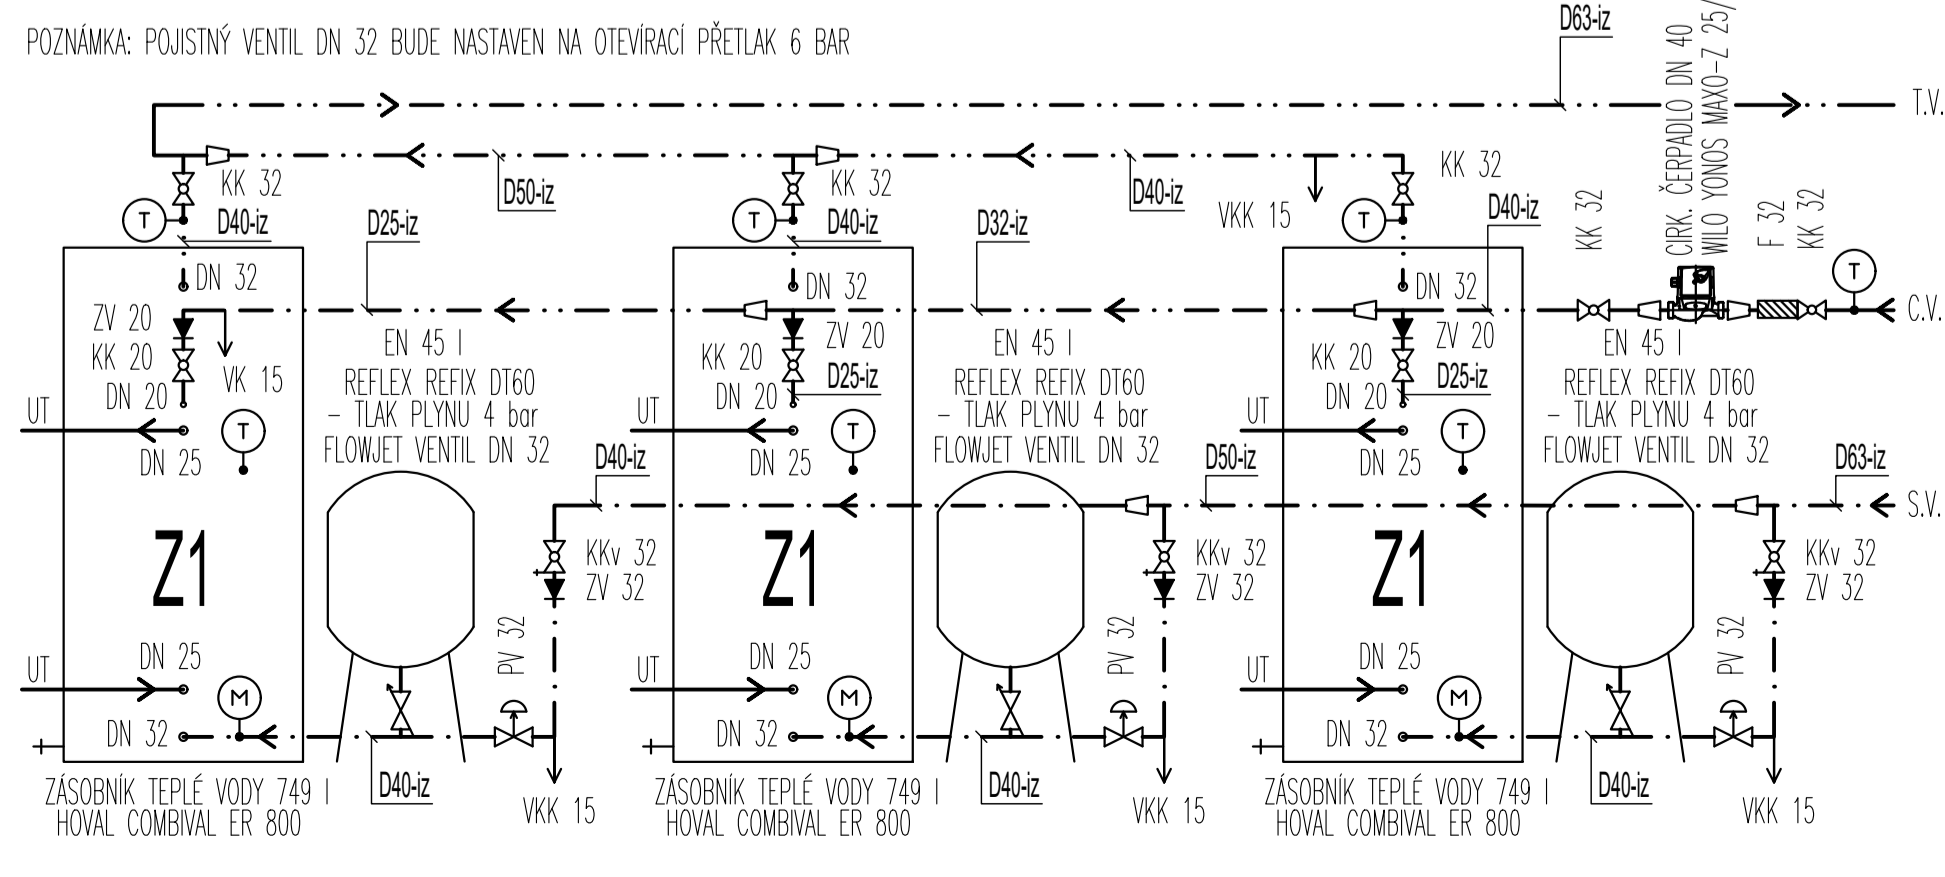 POZNÁMKA: POJISTNÝ VENTIL DN 32 BUDE NASTAVEN NA OTEVÍRACÍ PŘETLAK 6 BAR
D63-iz
CIRK. ČERPADLO DN 40
WILO YONOS MAXO-Z 25/
T.V.
KK 32
D50-iz
KK 32
D40-iz
VKK 15
KK 32
T
D40-iz
D25-iz
T
D40-iz
D32-iz
T
D40-iz
KK 32
F 32
KK 32
T
C.V.
DN 32
ZV 20
KK 20
DN 20
VK 15
UT
DN 25
T
EN 45 l
REFLEX REFIX DT60
- TLAK PLYNU 4 bar
FLOWJET VENTIL DN 32
DN 32
ZV 20
KK 20
D25-iz
DN 20
UT
DN 25
T
EN 45 l
REFLEX REFIX DT60
- TLAK PLYNU 4 bar
FLOWJET VENTIL DN 32
DN 32
ZV 20
KK 20
D25-iz
DN 20
UT
DN 25
T
EN 45 l
REFLEX REFIX DT60
- TLAK PLYNU 4 bar
FLOWJET VENTIL DN 32
D40-iz
D50-iz
D63-iz
S.V.
Z1
KKv 32
ZV 32
PV 32
Z1
KKv 32
ZV 32
PV 32
Z1
KKv 32
ZV 32
PV 32
UT
DN 25
M
DN 32
UT
DN 25
M
DN 32
UT
DN 25
M
DN 32
ZÁSOBNÍK TEPLÉ VODY 749 l
HOVAL COMBIVAL ER 800
D40-iz
VKK 15
ZÁSOBNÍK TEPLÉ VODY 749 l
HOVAL COMBIVAL ER 800
D40-iz
VKK 15
ZÁSOBNÍK TEPLÉ VODY 749 l
HOVAL COMBIVAL ER 800
D40-iz
VKK 15